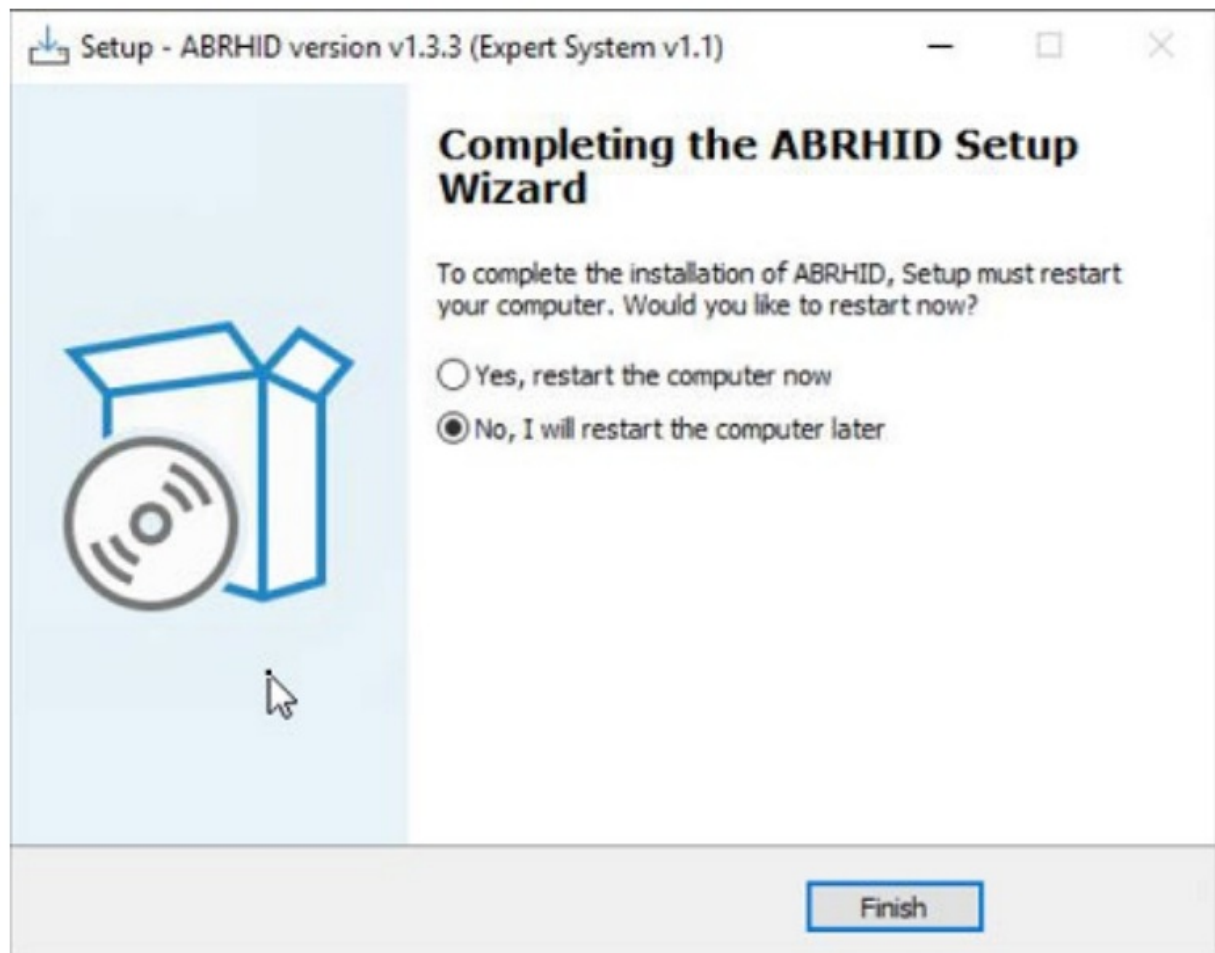 Setup - ABRHID version v1.3.3 (Expert System v1.1)
Completing the ABRHID Setup
Wizard
To complete the installation of ABRHID, Setup must restart
your computer. Would you like to restart now?
Yes, restart the computer now
No, I will restart the computer later
Finish